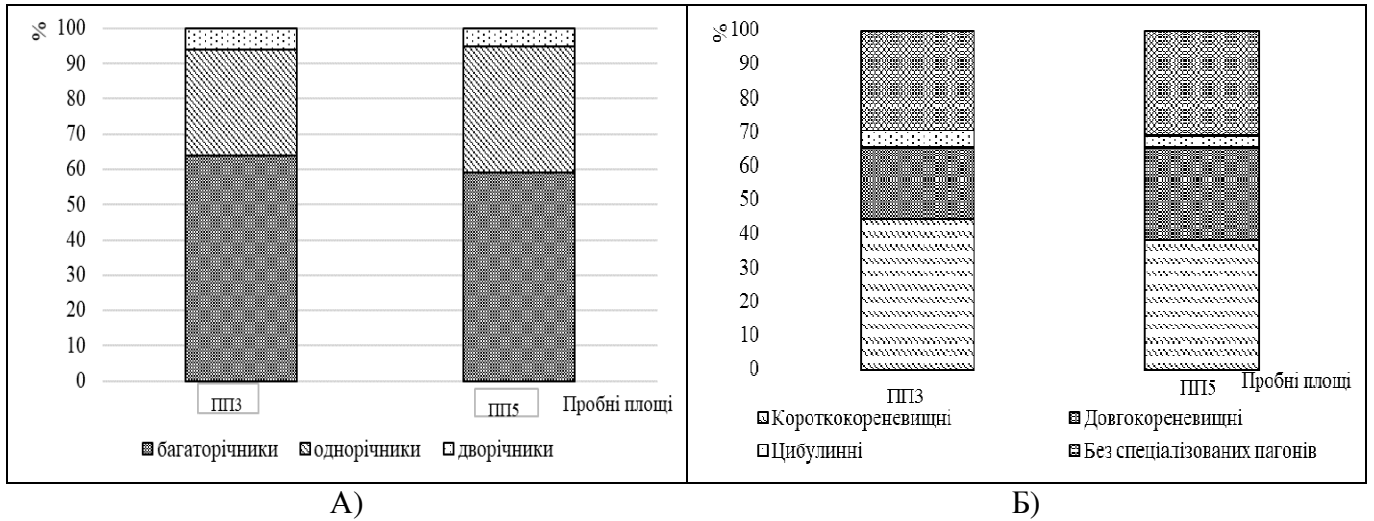 %
100
90
80
70
60
50
40
30
20
10
0
ПП3
ПП5
Пробні площі
багаторічники однорічники дворічники
А)
%
100
90
80
70
60
50
40
30
20
10
0
ПП3
ПП5
Пробні площі
Короткокореневищні Довгокореневищні
Цибулинні Без спеціалізованих пагонів
Б)